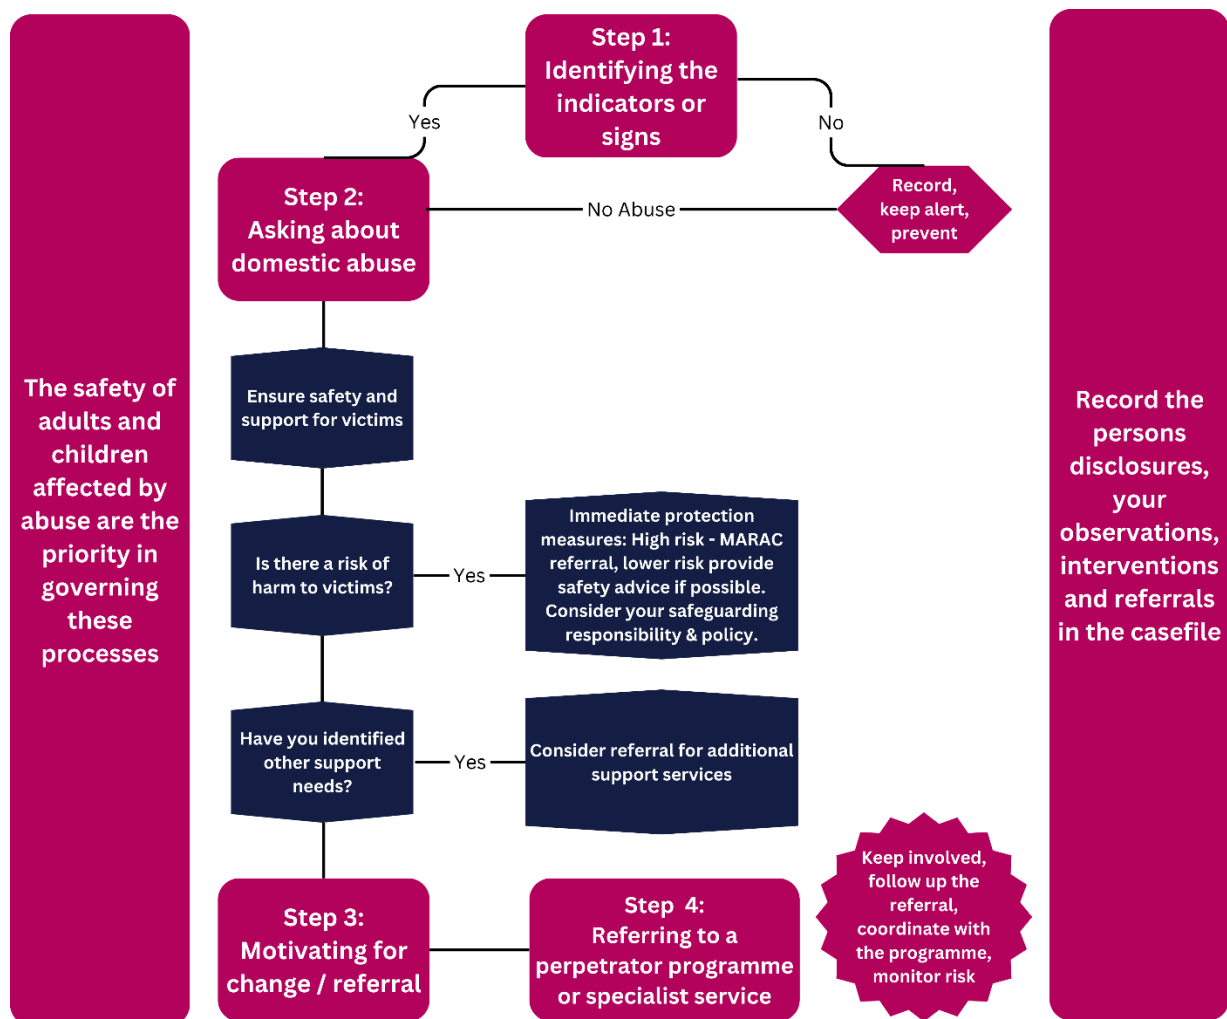 Step 1:
Identifying the
indicators or
signs
Yes
No
Step 2:
Asking about
domestic abuse
No Abuse
Record,
keep alert,
prevent
The safety of
adults and
children
affected by
abuse are the
priority in
governing
these
processes
Ensure safety and
support for victims
Is there a risk of
harm to victims?
Yes
Immediate protection
measures: High risk - MARAC
referral, lower risk provide
safety advice if possible.
Consider your safeguarding
responsibility & policy.
Have you identified
other support
needs?
Yes
Consider referral for additional
support services
Step 3:
Motivating for
change / referral
Step 4:
Referring to a
perpetrator programme
or specialist service
Keep involved,
follow up the
referral,
coordinate with
the programme,
monitor risk
Record the
persons
disclosures,
your
observations,
interventions
and referrals
in the casefile